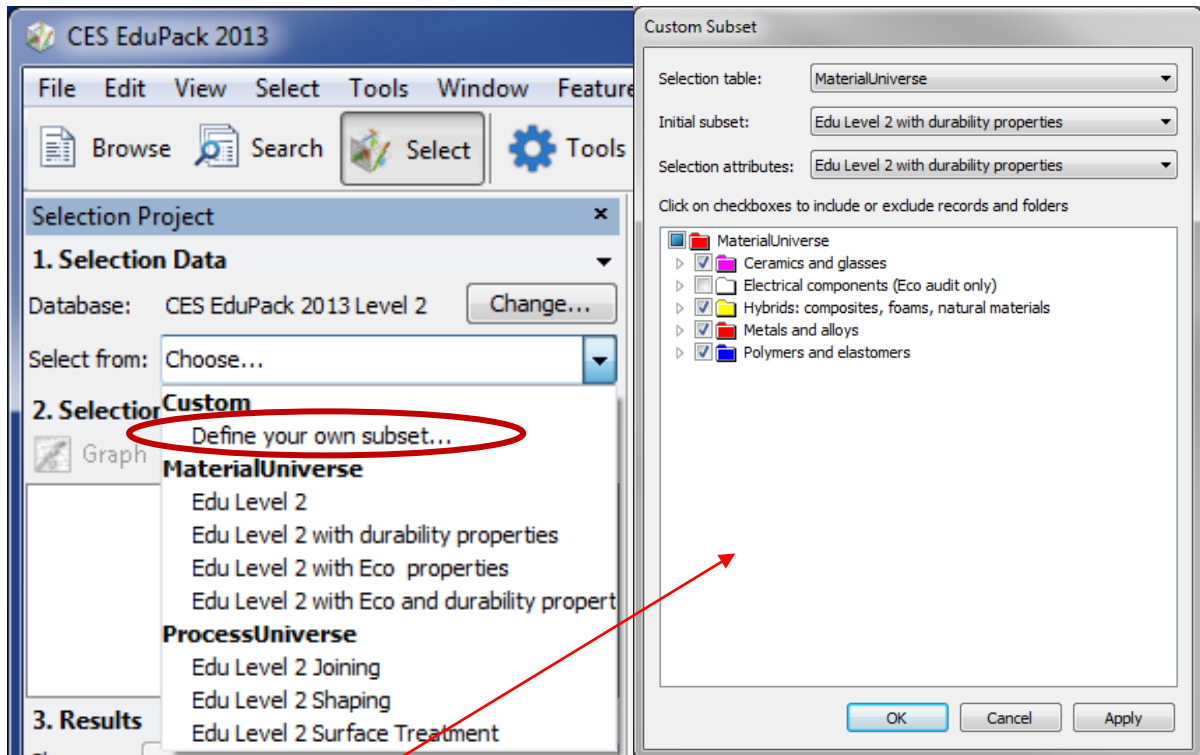 CES EduPack 2013
File Edit View Select Tools Window Feature
Browse Search Select Tools
Selection Project
1. Selection Data
Database: CES EduPack 2013 Level 2 Change...
Select from: Choose...
2. Selection
Graph
Custom
Define your own subset...
MaterialUniverse
Edu Level 2
Edu Level 2 with durability properties
Edu Level 2 with Eco properties
Edu Level 2 with Eco and durability propert
ProcessUniverse
Edu Level 2 Joining
Edu Level 2 Shaping
Edu Level 2 Surface Treatment
3. Results
Custom Subset
Selection table: MaterialUniverse
Initial subset: Edu Level 2 with durability properties
Selection attributes: Edu Level 2 with durability properties
Click on checkboxes to include or exclude records and folders
MaterialUniverse
Ceramics and glasses
Electrical components (Eco audit only)
Hybrids: composites, foams, natural materials
Metals and alloys
Polymers and elastomers
OK Cancel Apply